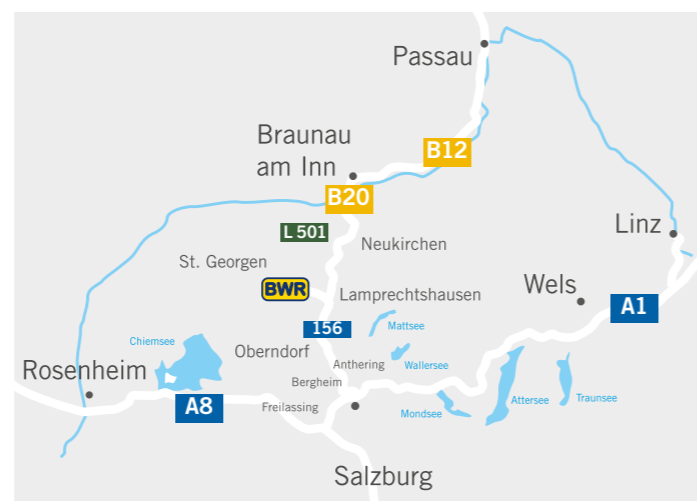 Passau
Braunau
am Inn
B12
B20
L 501
Neukirchen
Linz
St. Georgen
BWR
Lamprechtshausen
Wels
A1
156
Mattsee
Chiemsee
Oberndorf
Anthering
Wallersee
Rosenheim
Bergheim
A8
Freilassing
Mondsee
Attersee
Traunsee
Salzburg